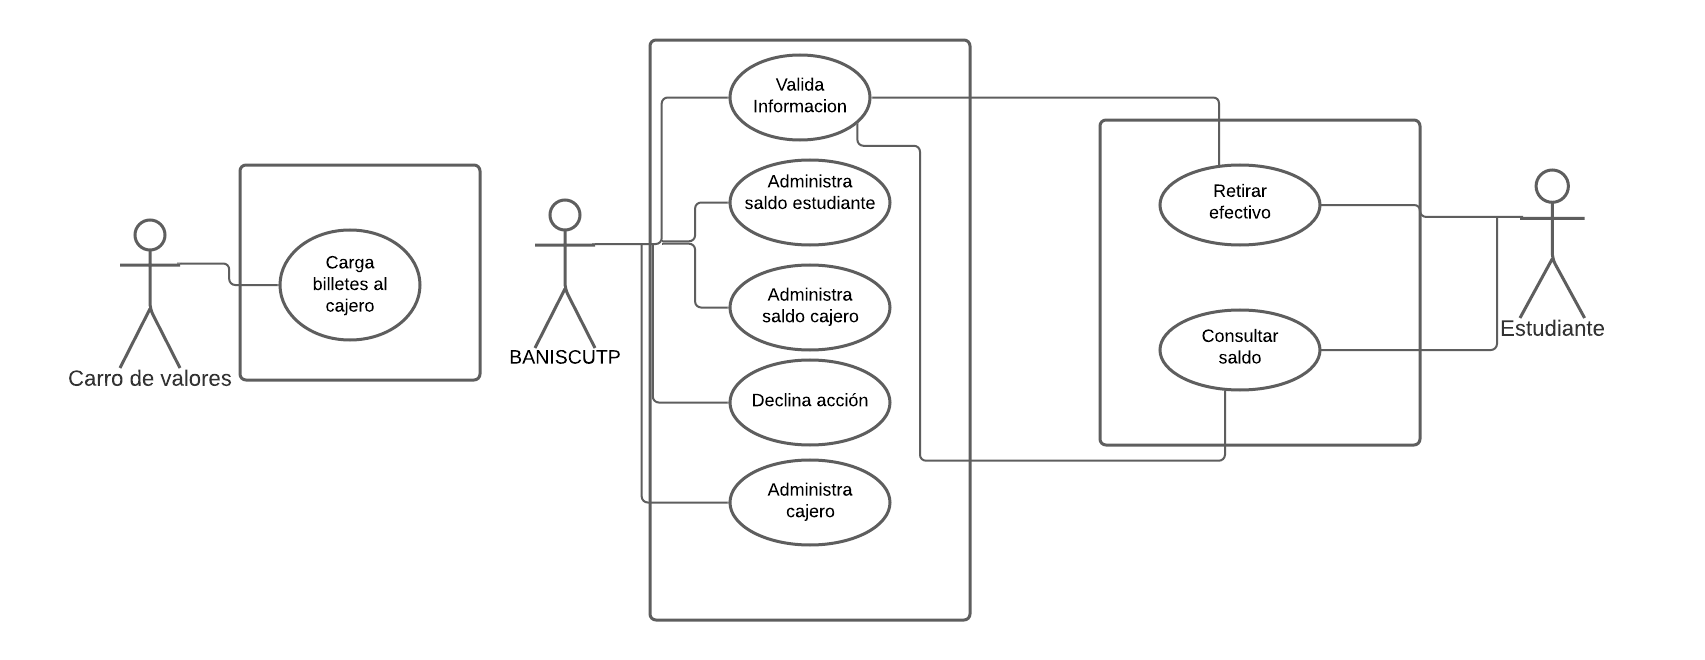 Carga
billetes al
cajero
Carro de valores
BANISCUTP
Valida
Informacion
Administra
saldo estudiante
Administra
saldo cajero
Declina acción
Administra
cajero
Retirar
efectivo
Consultar
saldo
Estudiante